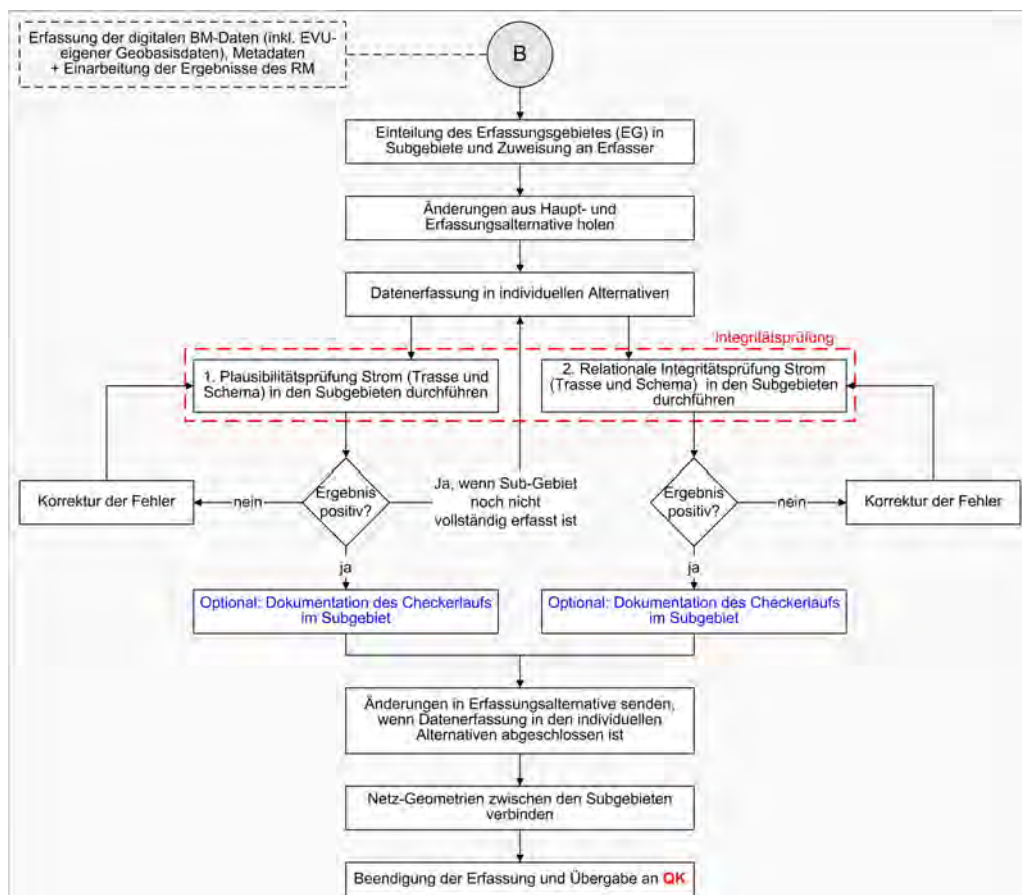 Erfassung der digitalen BM-Daten (inkl. EVU-
eigener Geobasisdaten), Metadaten
+ Einarbeitung der Ergebnisse des RM
B
Einteilung des Erfassungsgebietes (EG) in
Subgebiete und Zuweisung an Erfasser
Änderungen aus Haupt- und
Erfassungsalternative holen
Datenerfassung in individuellen Alternativen
Integritätsprüfung
1. Plausibilitätsprüfung Strom (Trasse und
Schema) in den Subgebieten durchführen
2. Relationale Integritätsprüfung Strom
(Trasse und Schema) in den Subgebieten
durchführen
Korrektur der Fehler
nein
Ergebnis
positiv?
Ja, wenn Sub-Gebiet
noch nicht
vollständig erfasst ist
Ergebnis
positiv?
nein
Korrektur der Fehler
ja
ja
Optional: Dokumentation des Checkerlaufs
im Subgebiet
Optional: Dokumentation des Checkerlaufs
im Subgebiet
Änderungen in Erfassungsalternative senden,
wenn Datenerfassung in den individuellen
Alternativen abgeschlossen ist
Netz-Geometrien zwischen den Subgebieten
verbinden
Beendigung der Erfassung und Übergabe an QK